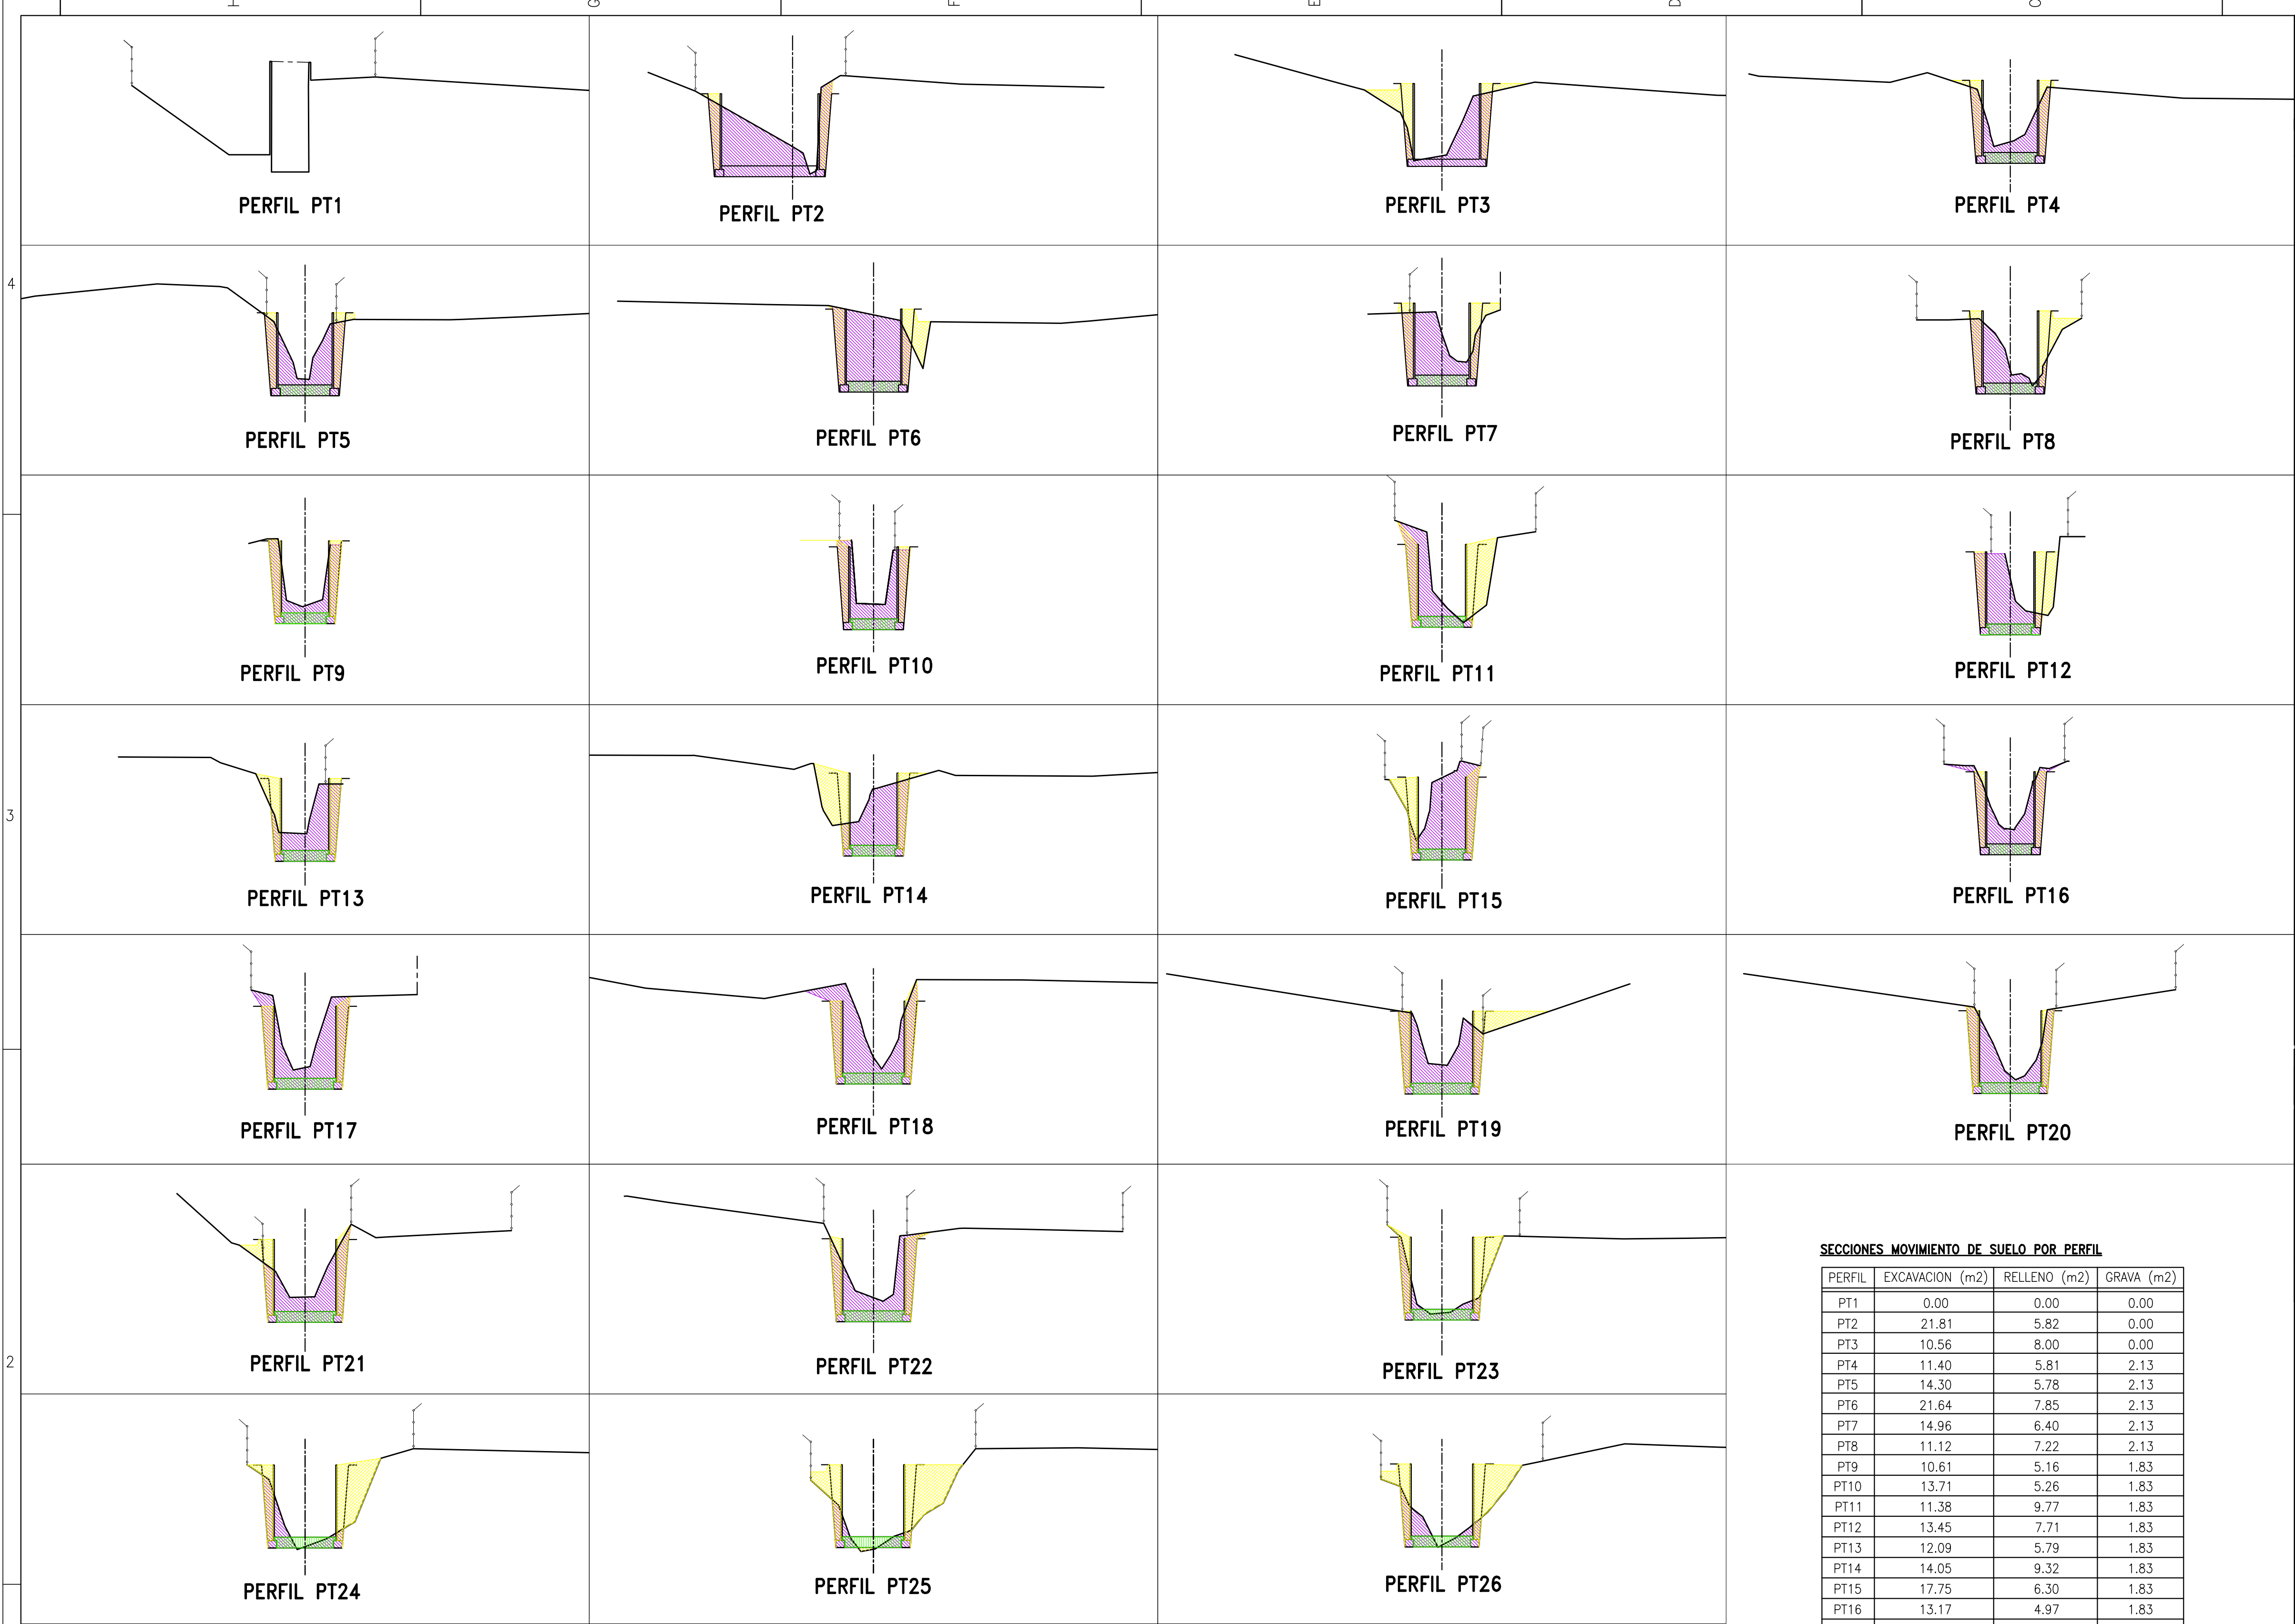 H G F E D C
PERFIL PT1
PERFIL PT2
PERFIL PT3
PERFIL PT4
4
PERFIL PT5
PERFIL PT6
PERFIL PT7
PERFIL PT8
PERFIL PT9
PERFIL PT10
PERFIL PT11
PERFIL PT12
3
PERFIL PT13
PERFIL PT14
PERFIL PT15
PERFIL PT16
PERFIL PT17
PERFIL PT18
PERFIL PT19
PERFIL PT20
2
PERFIL PT21
PERFIL PT22
PERFIL PT23
PERFIL PT24
PERFIL PT25
PERFIL PT26
SECCIONES MOVIMIENTO DE SUELO POR PERFIL
PERFIL EXCAVACION (m2) RELLENO (m2) GRAVA (m2)
PT1 0.00 0.00 0.00
PT2 21.81 5.82 0.00
PT3 10.56 8.00 0.00
PT4 11.40 5.81 2.13
PT5 14.30 5.78 2.13
PT6 21.64 7.85 2.13
PT7 14.96 6.40 2.13
PT8 11.12 7.22 2.13
PT9 10.61 5.16 1.83
PT10 13.71 5.26 1.83
PT11 11.38 9.77 1.83
PT12 13.45 7.71 1.83
PT13 12.09 5.79 1.83
PT14 14.05 9.32 1.83
PT15 17.75 6.30 1.83
PT16 13.17 4.97 1.83